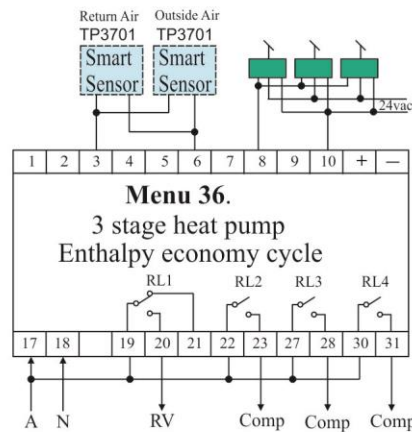 Return Air Outside Air
TP3701 TP3701
Smart Smart
Sensor Sensor
24vac
1 2 3 4 5 6 7 8 9 10 + −
Menu 36.
3 stage heat pump
Enthalpy economy cycle
RL1 RL2 RL3 RL4
17 18 19 20 21 22 23 27 28 30 31
A N RV Comp Comp Comp